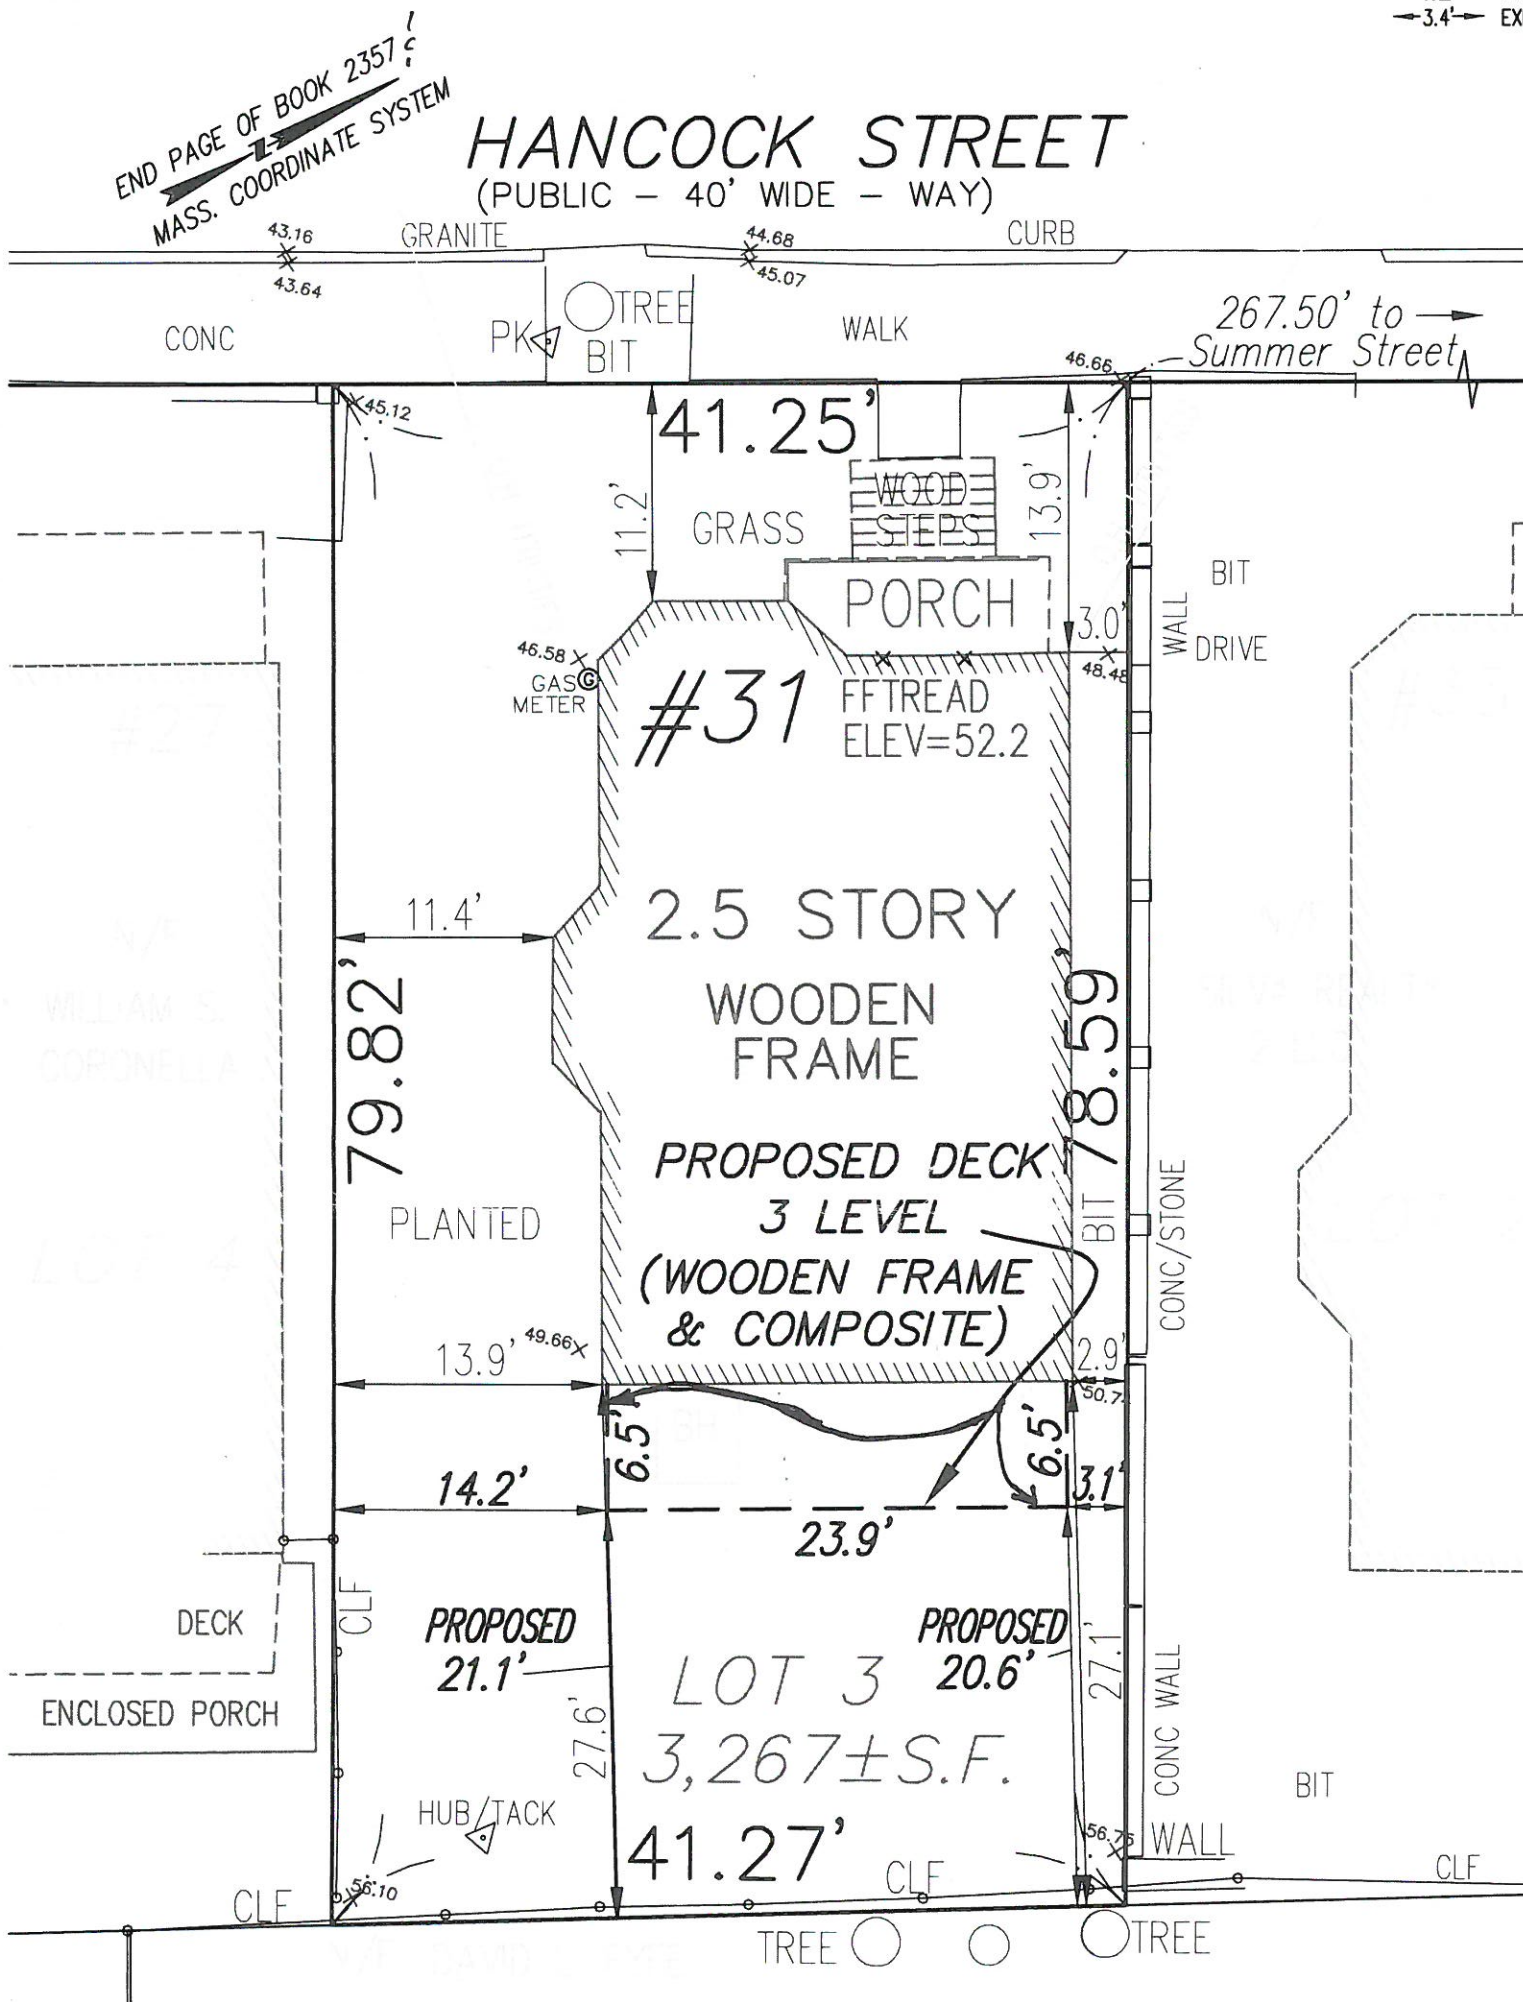 3.4'
END PAGE OF BOOK 2357
MASS. COORDINATE SYSTEM
HANCOCK STREET
(PUBLIC - 40' WIDE - WAY)
43.16
GRANITE
44.68
CURB
43.64
45.07
CONC
PK
TREE
BIT
WALK
267.50' to
Summer Street
46.66
45.12
41.25'
11.2'
GRASS
WOOD
STEPS
13.9'
PORCH
3.0'
WALL
BIT
DRIVE
46.58
GAS
METER
G
48.48
#31
FFTREAD
ELEV=52.2
#27
11.4'
2.5 STORY
WOODEN
FRAME
79.82'
78.59'
WILLIAM
PROPOSED DECK
3 LEVEL
(WOODEN FRAME
& COMPOSITE)
PLANTED
BIT
CONC/STONE
LOT 4
13.9'
49.66
2.9'
50.7
6.5'
6.5'
14.2'
23.9'
3.1'
CLF
DECK
ENCLOSED PORCH
PROPOSED
21.1'
PROPOSED
20.6'
27.6'
27.1'
LOT 3
3,267±S.F.
CONC WALL
BIT
HUB/TACK
41.27'
56.75
WALL
56.10
CLF
CLF
CLF
TREE
TREE